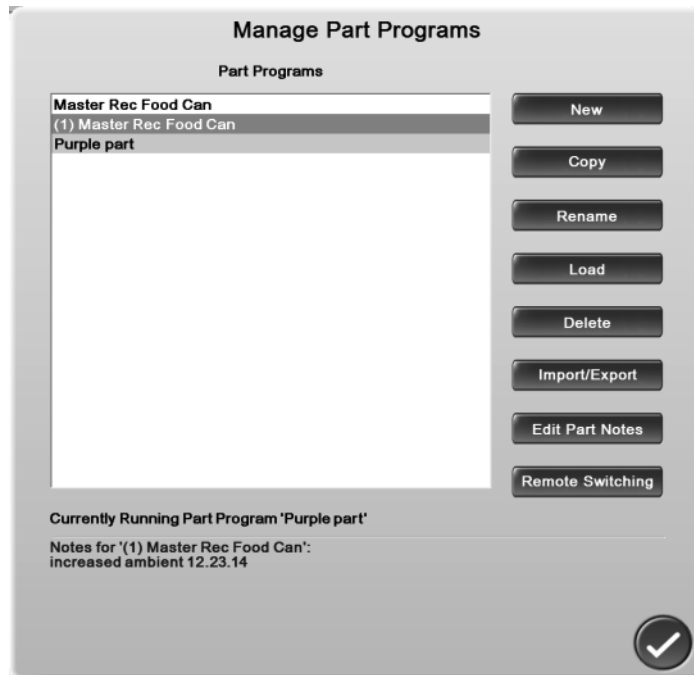 Manage Part Programs
Part Programs
Master Rec Food Can
(1) Master Rec Food Can
Purple part
New
Copy
Rename
Load
Delete
Import/Export
Edit Part Notes
Remote Switching
Currently Running Part Program 'Purple part'
Notes for '(1) Master Rec Food Can':
increased ambient 12.23.14